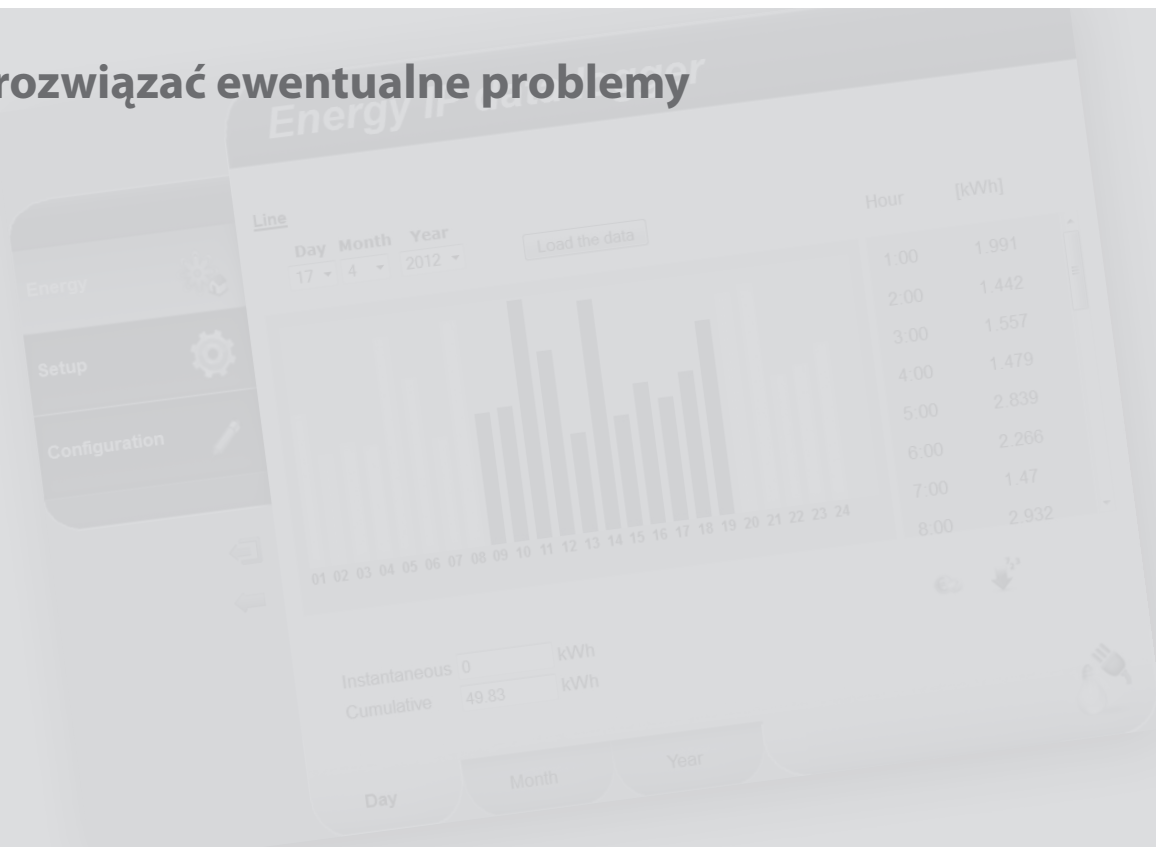 rozwiązać ewentualne problemy
Energy IP data logger
Line
Day Month Year
17 4 2012
Load the data
Hour [kWh]
1:00 1.991
2:00 1.442
3:00 1.557
4:00 1.479
5:00 2.839
6:00 2.266
7:00 1.47
8:00 2.932
Energy
Setup
Configuration
01 02 03 04 05 06 07 08 09 10 11 12 13 14 15 16 17 18 19 20 21 22 23 24
Instantaneous 0 kWh
Cumulative 49.83 kWh
Day Month Year